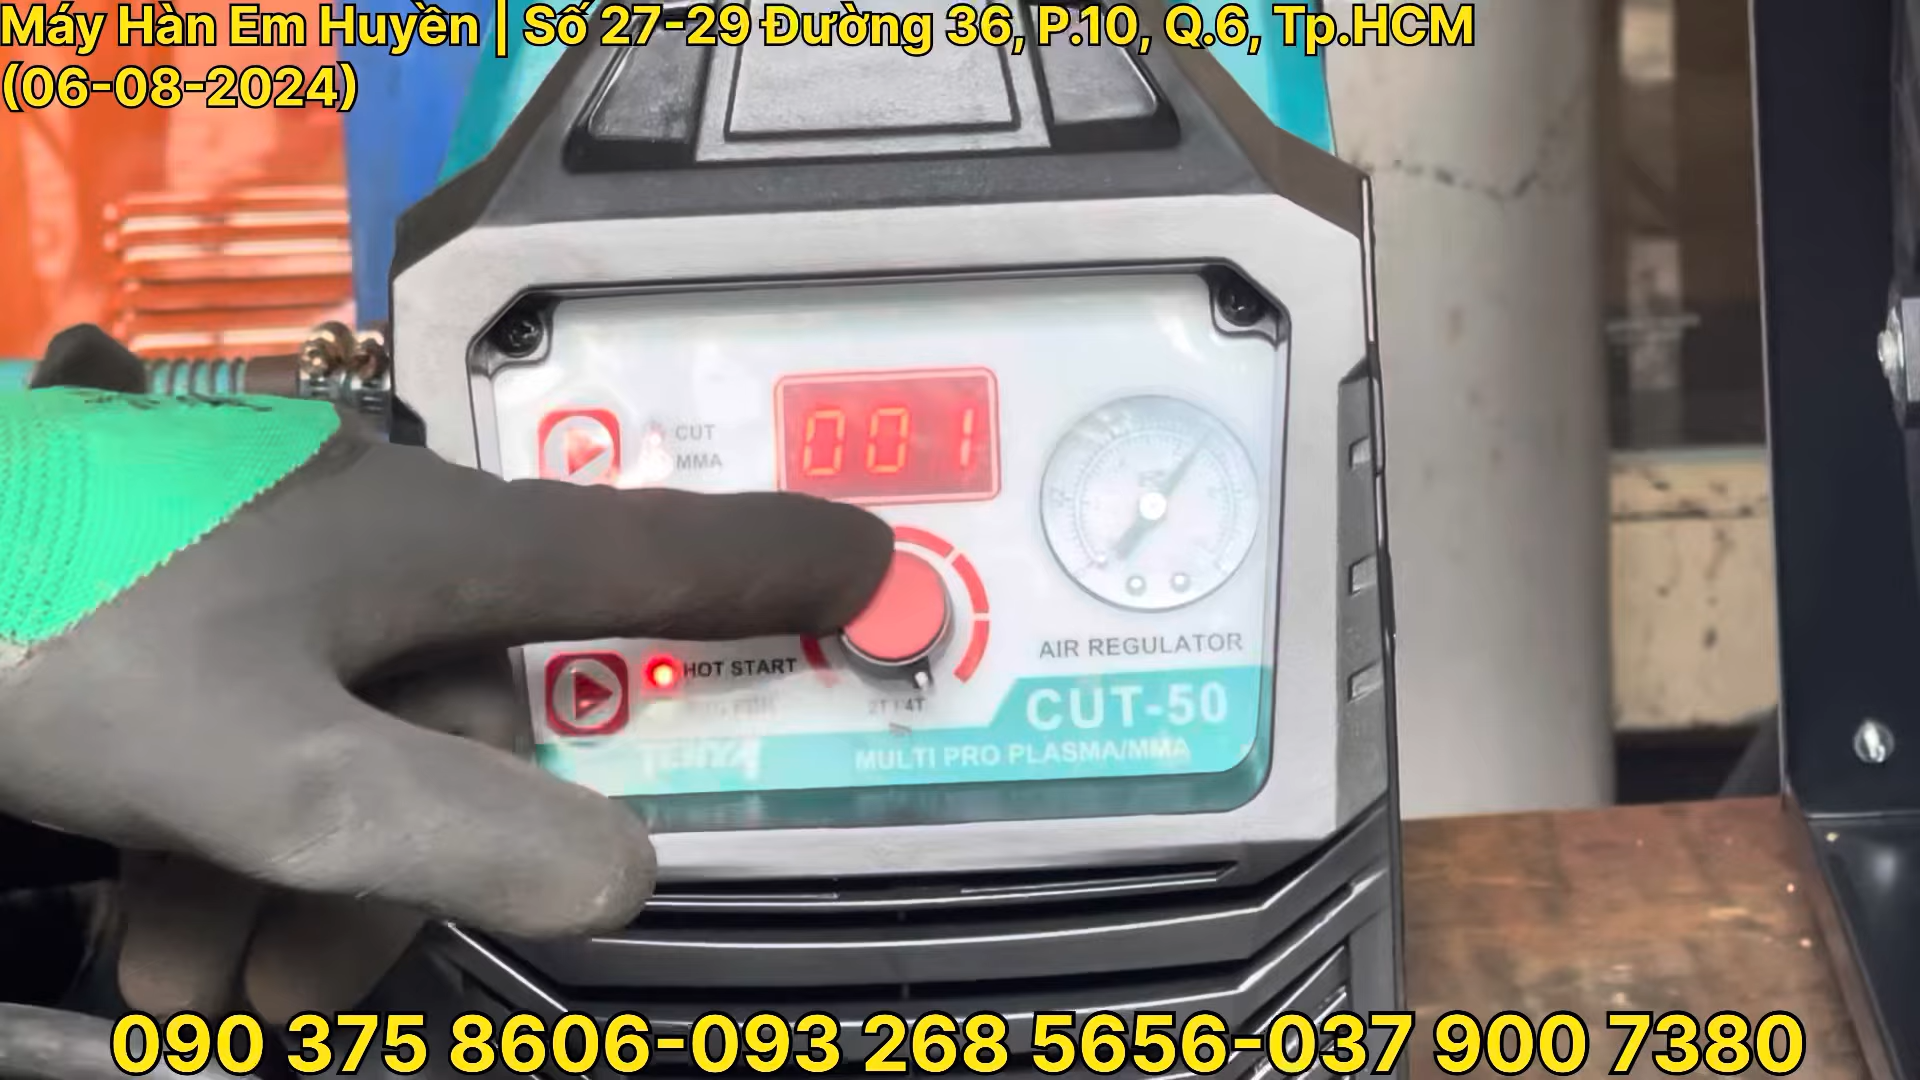 Máy Hàn Em Huyền | Số 27-29 Đường 36, P.10, Q.6, Tp.HCM
(06-08-2024)
CUT
MMA
001
HOT START
2T / 4T
AIR REGULATOR
CUT-50
MULTI PRO PLASMA/MMA
090 375 8606-093 268 5656-037 900 7380